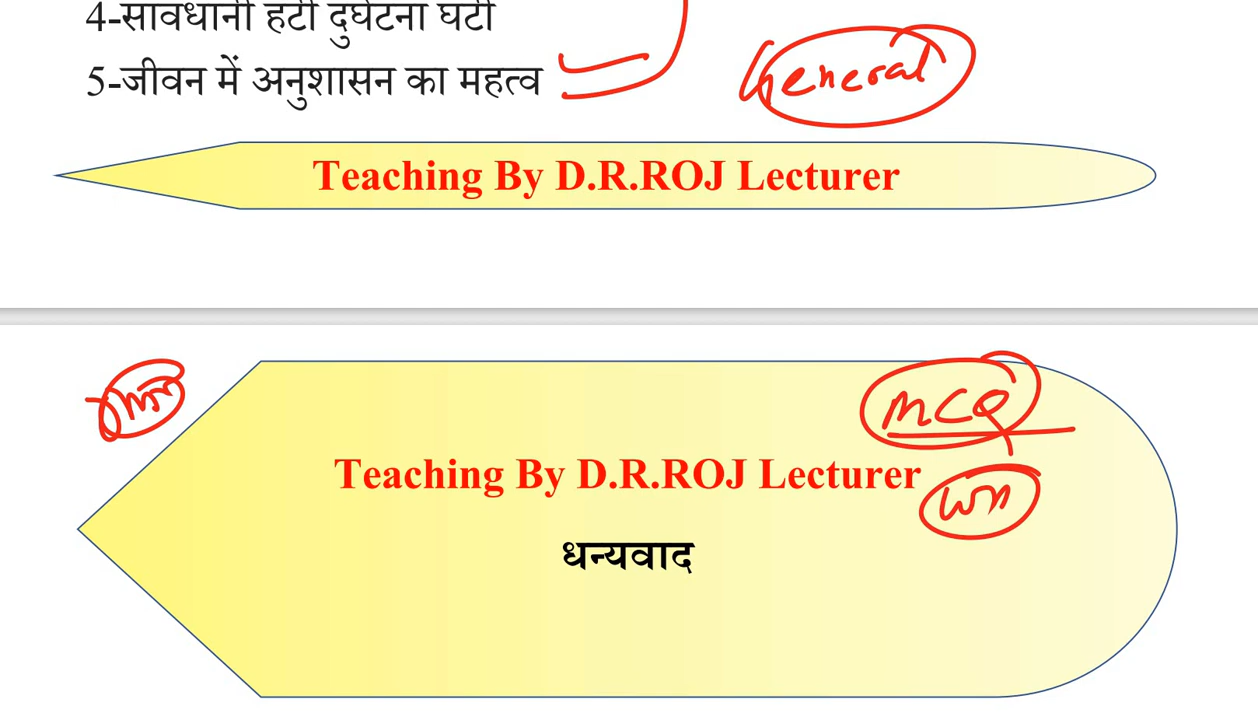 4-सावधानी हटी दुर्घटना घटी
5-जीवन में अनुशासन का महत्व
General
Teaching By D.R.ROJ Lecturer
MCQ
Teaching By D.R.ROJ Lecturer
धन्यवाद